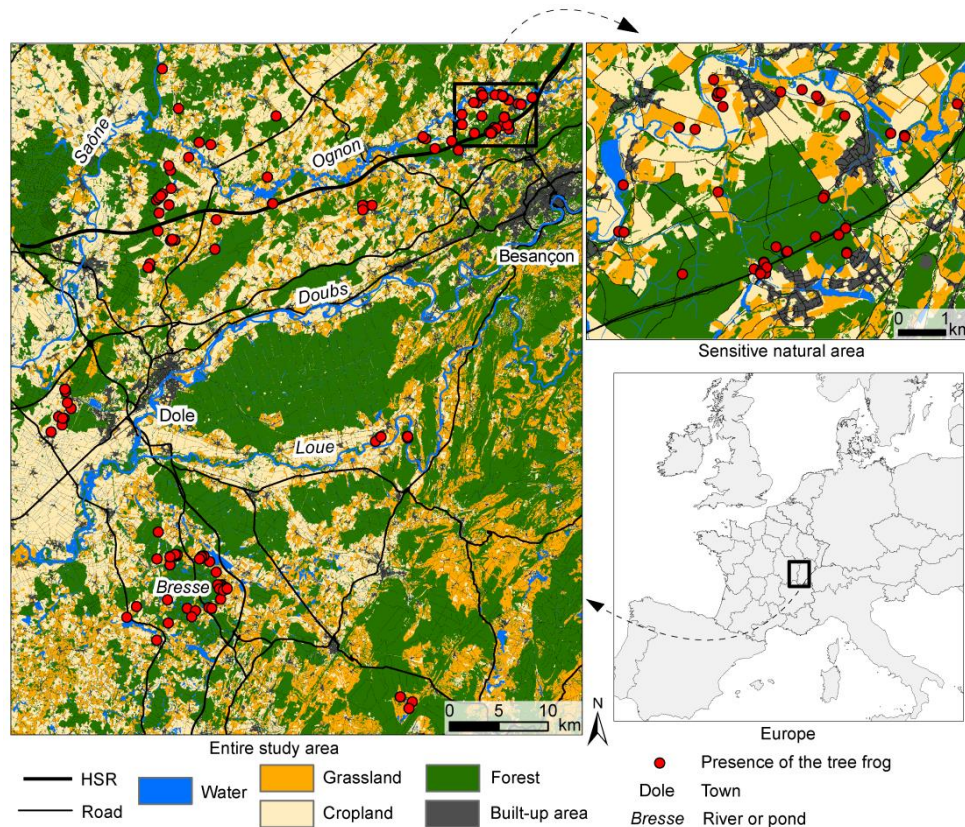 Saône
Ognon
Besançon
Doubs
Dole
Loue
Bresse
0 5 10
km
Entire study area
0 1
km
Sensitive natural area
N
Europe
HSR
Road
Water
Grassland
Cropland
Forest
Built-up area
Presence of the tree frog
Dole Town
Bresse River or pond